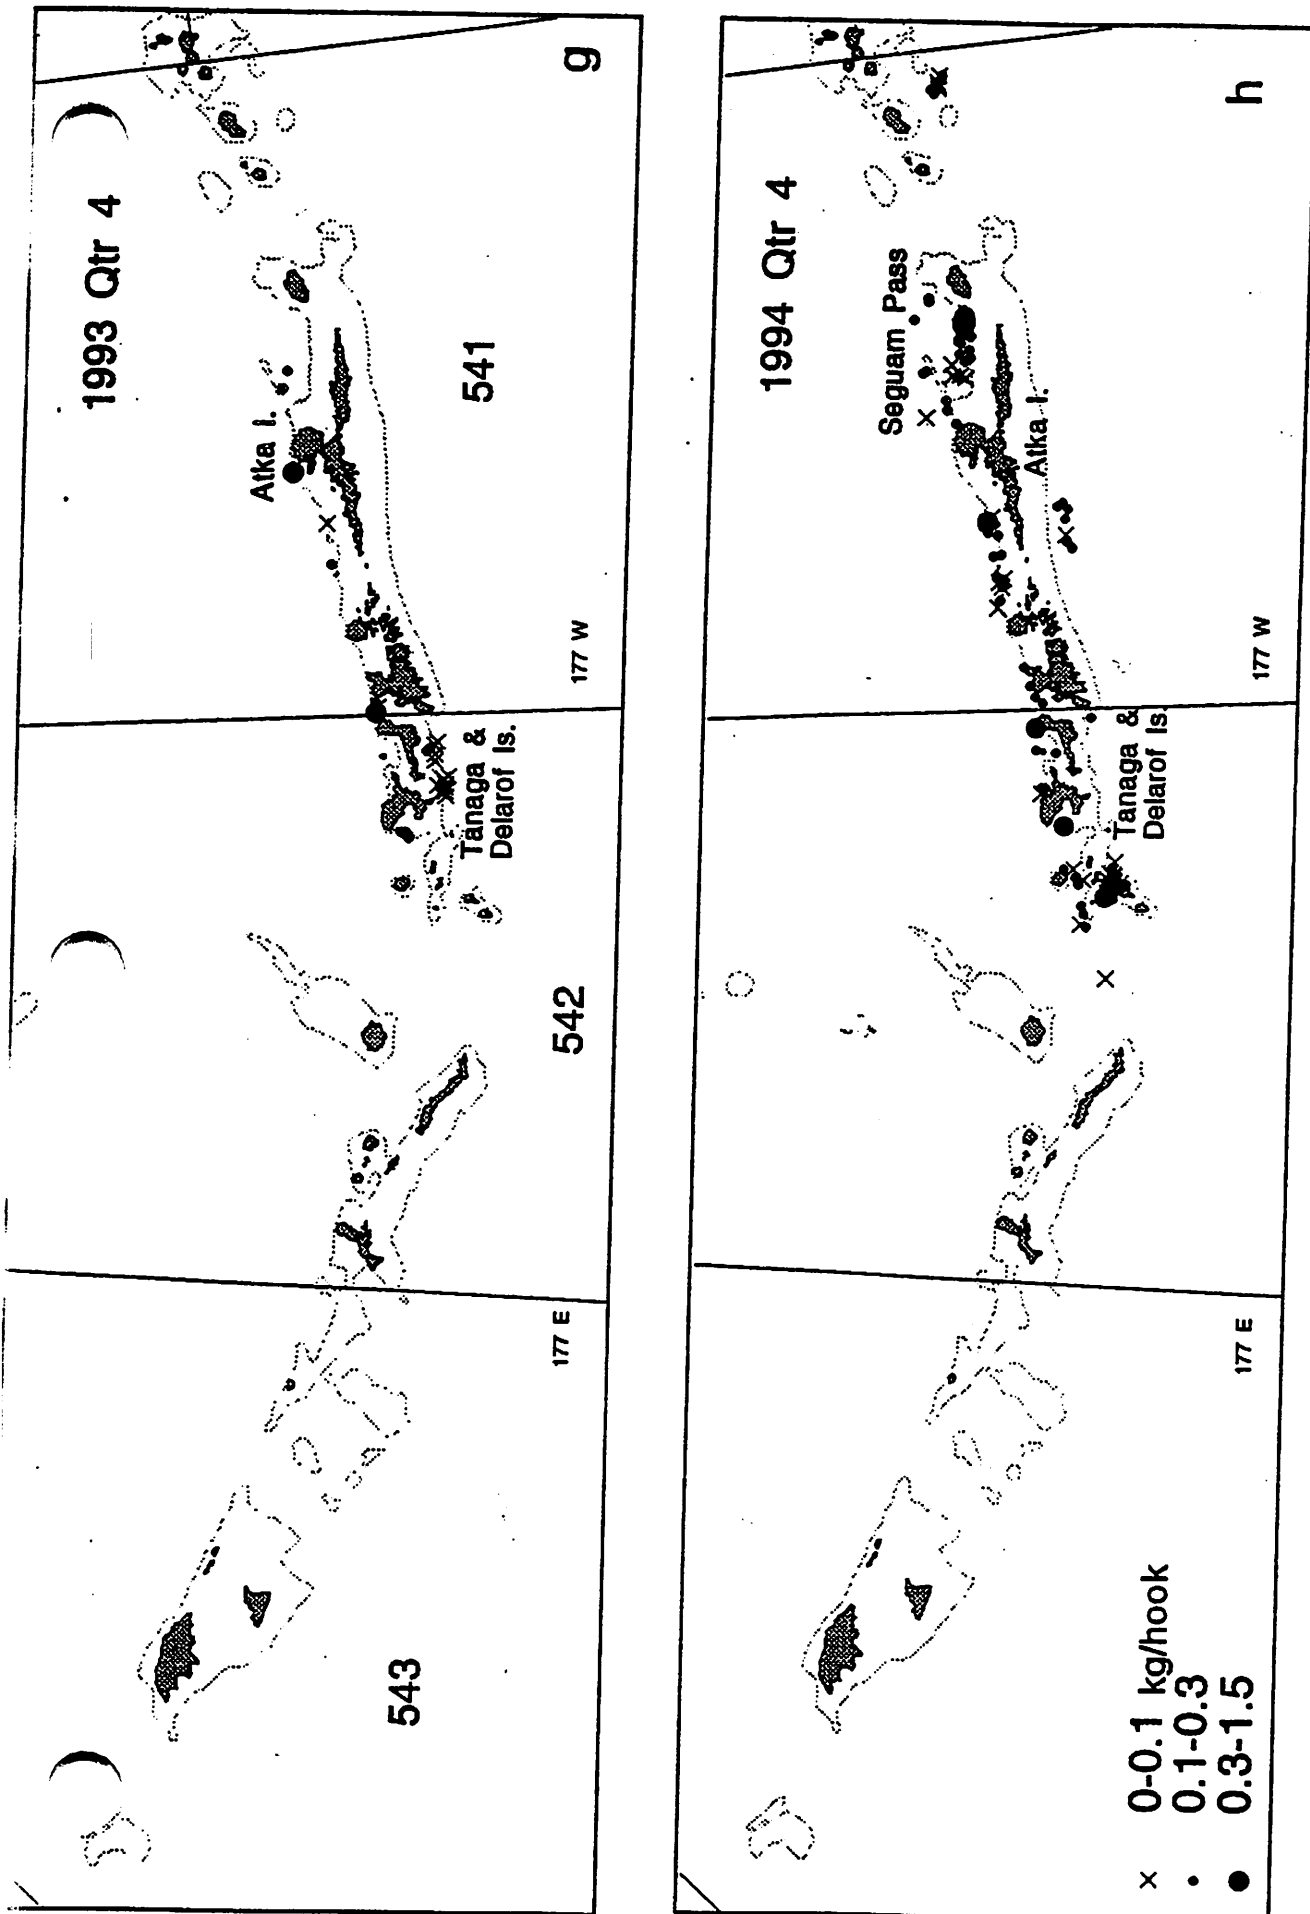 g
1993 Qtr 4
Atka I.
541
177 W
Tanaga &
Delarof Is.
542
177 E
543
h
1994 Qtr 4
Seguam Pass
Atka I.
177 W
Tanaga &
Delarof Is.
177 E
× 0-0.1 kg/hook
• 0.1-0.3
● 0.3-1.5